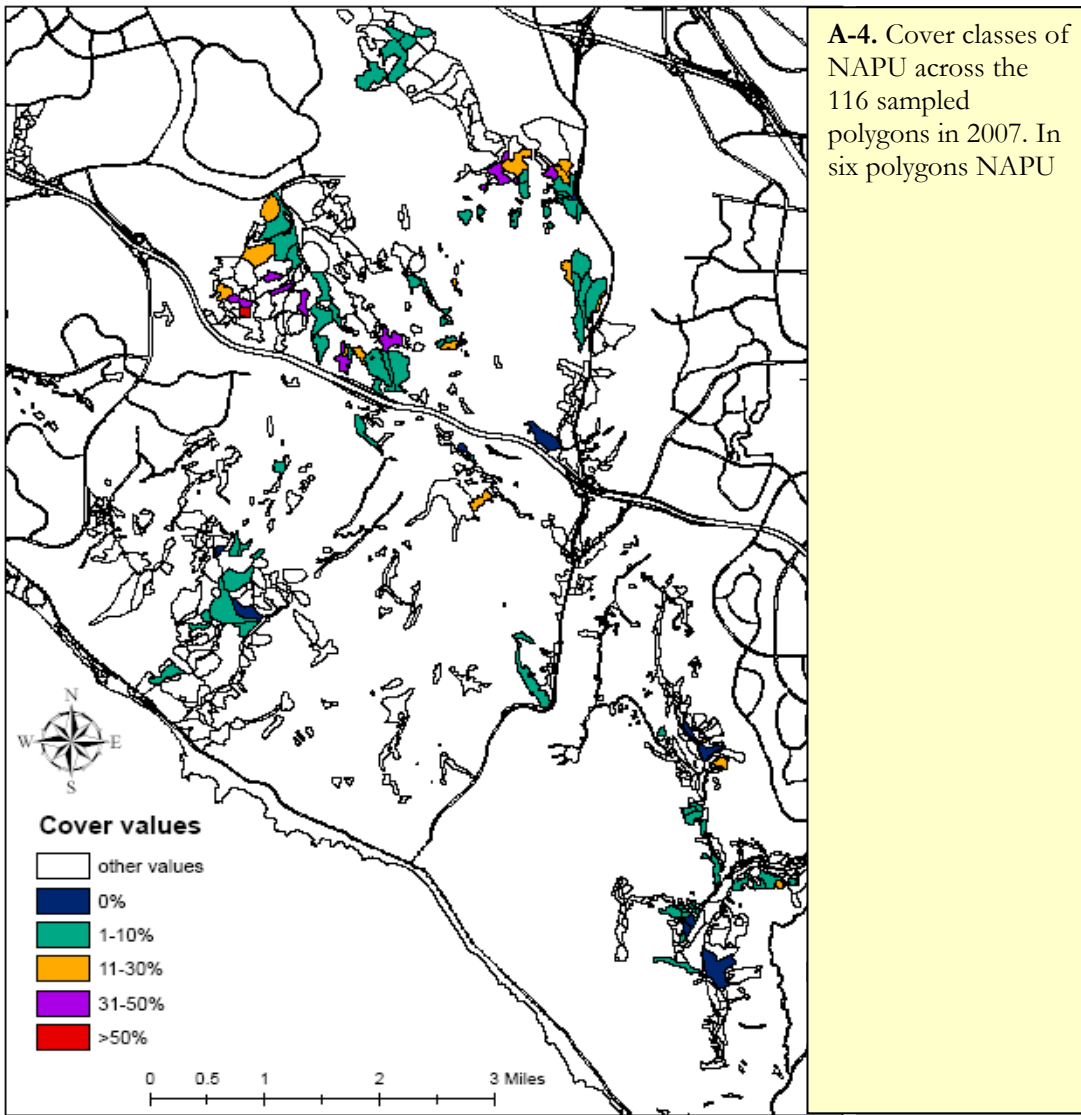 A-4. Cover classes of
NAPU across the
116 sampled
polygons in 2007. In
six polygons NAPU
N
W E
S
Cover values
other values
0%
1-10%
11-30%
31-50%
>50%
0 0.5 1 2 3 Miles